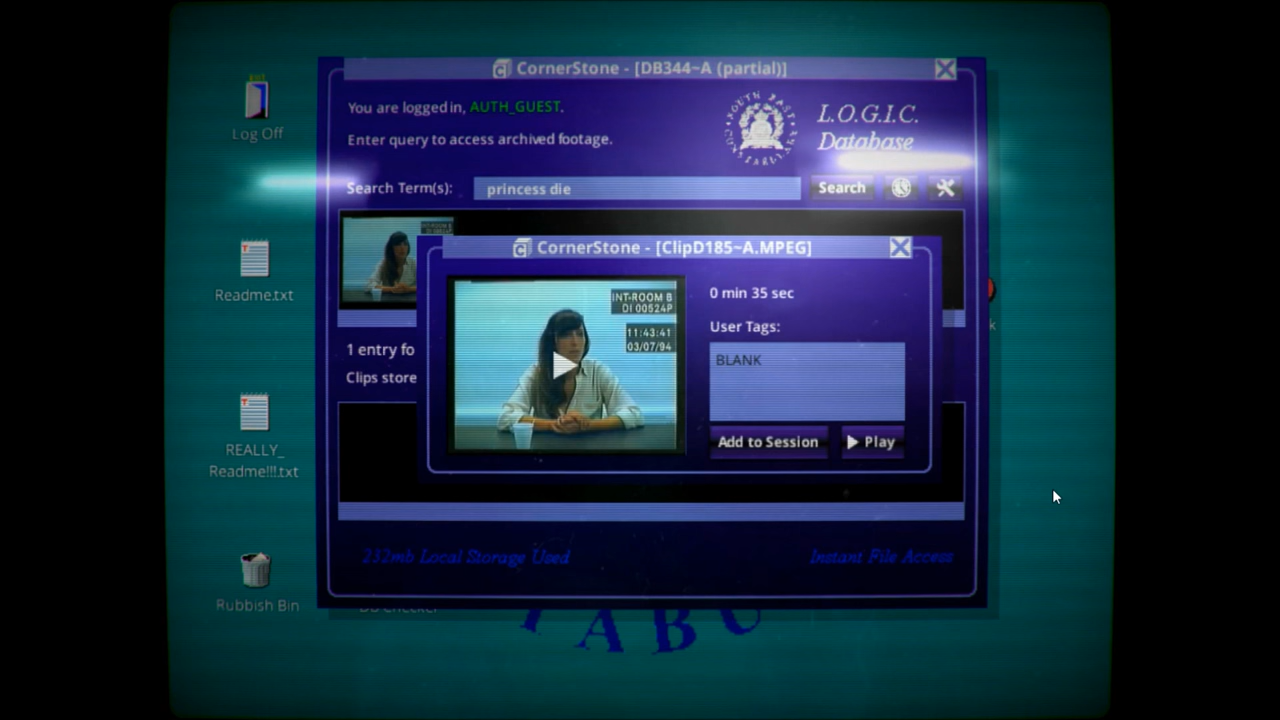 CornerStone - [DB344~A (partial)]
You are logged in, AUTH_GUEST.
Enter query to access archived footage.
L.O.G.I.C.
Database
Log Off
Search Term(s):
princess die
Search
CornerStone - [ClipD185~A.MPEG]
INT-ROOM B
DI 00524P
11:43:41
03/07/94
0 min 35 sec
User Tags:
BLANK
Add to Session
Play
Readme.txt
1 entry fo
Clips store
REALLY_
Readme!!!.txt
232mb Local Storage Used
Instant File Access
Rubbish Bin
DB Checker
TABU